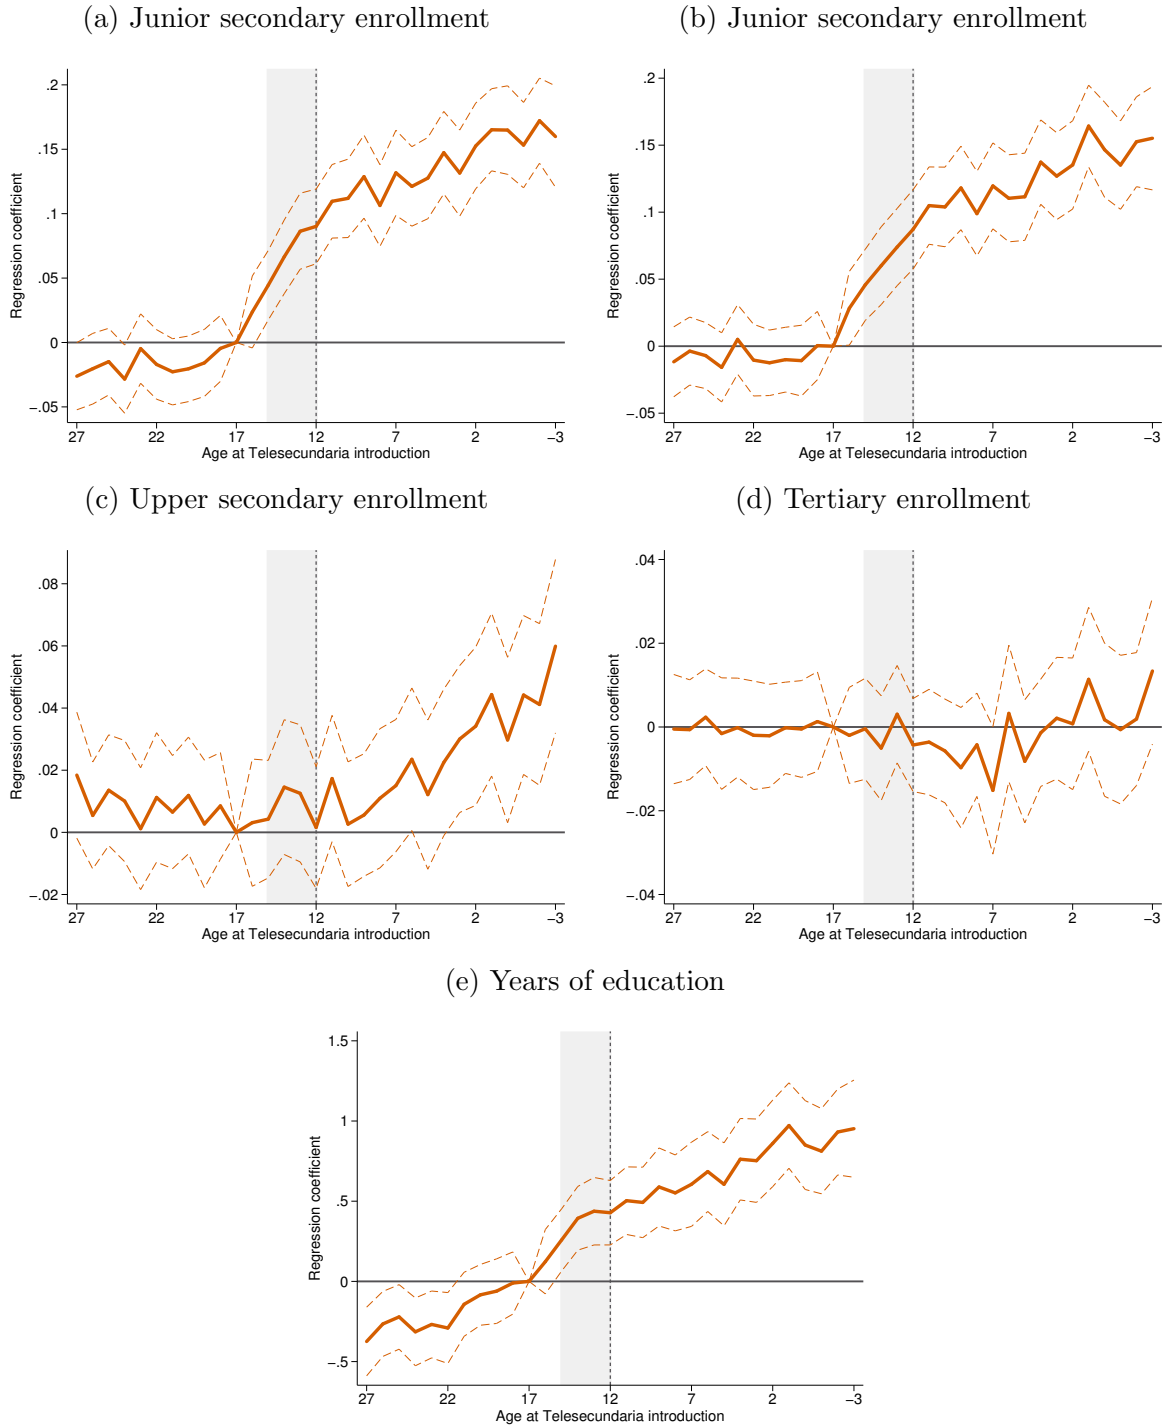 (a) Junior secondary enrollment
.2
.15
.1
.05
0
-.05
Regression coefficient
27 22 17 12 7 2 -3
Age at Telesecundaria introduction
(b) Junior secondary enrollment
.2
.15
.1
.05
0
-.05
Regression coefficient
27 22 17 12 7 2 -3
Age at Telesecundaria introduction
(c) Upper secondary enrollment
.08
.06
.04
.02
0
-.02
Regression coefficient
27 22 17 12 7 2 -3
Age at Telesecundaria introduction
(d) Tertiary enrollment
.04
.02
0
-.02
-.04
Regression coefficient
27 22 17 12 7 2 -3
Age at Telesecundaria introduction
(e) Years of education
1.5
1
.5
0
-.5
Regression coefficient
27 22 17 12 7 2 -3
Age at Telesecundaria introduction